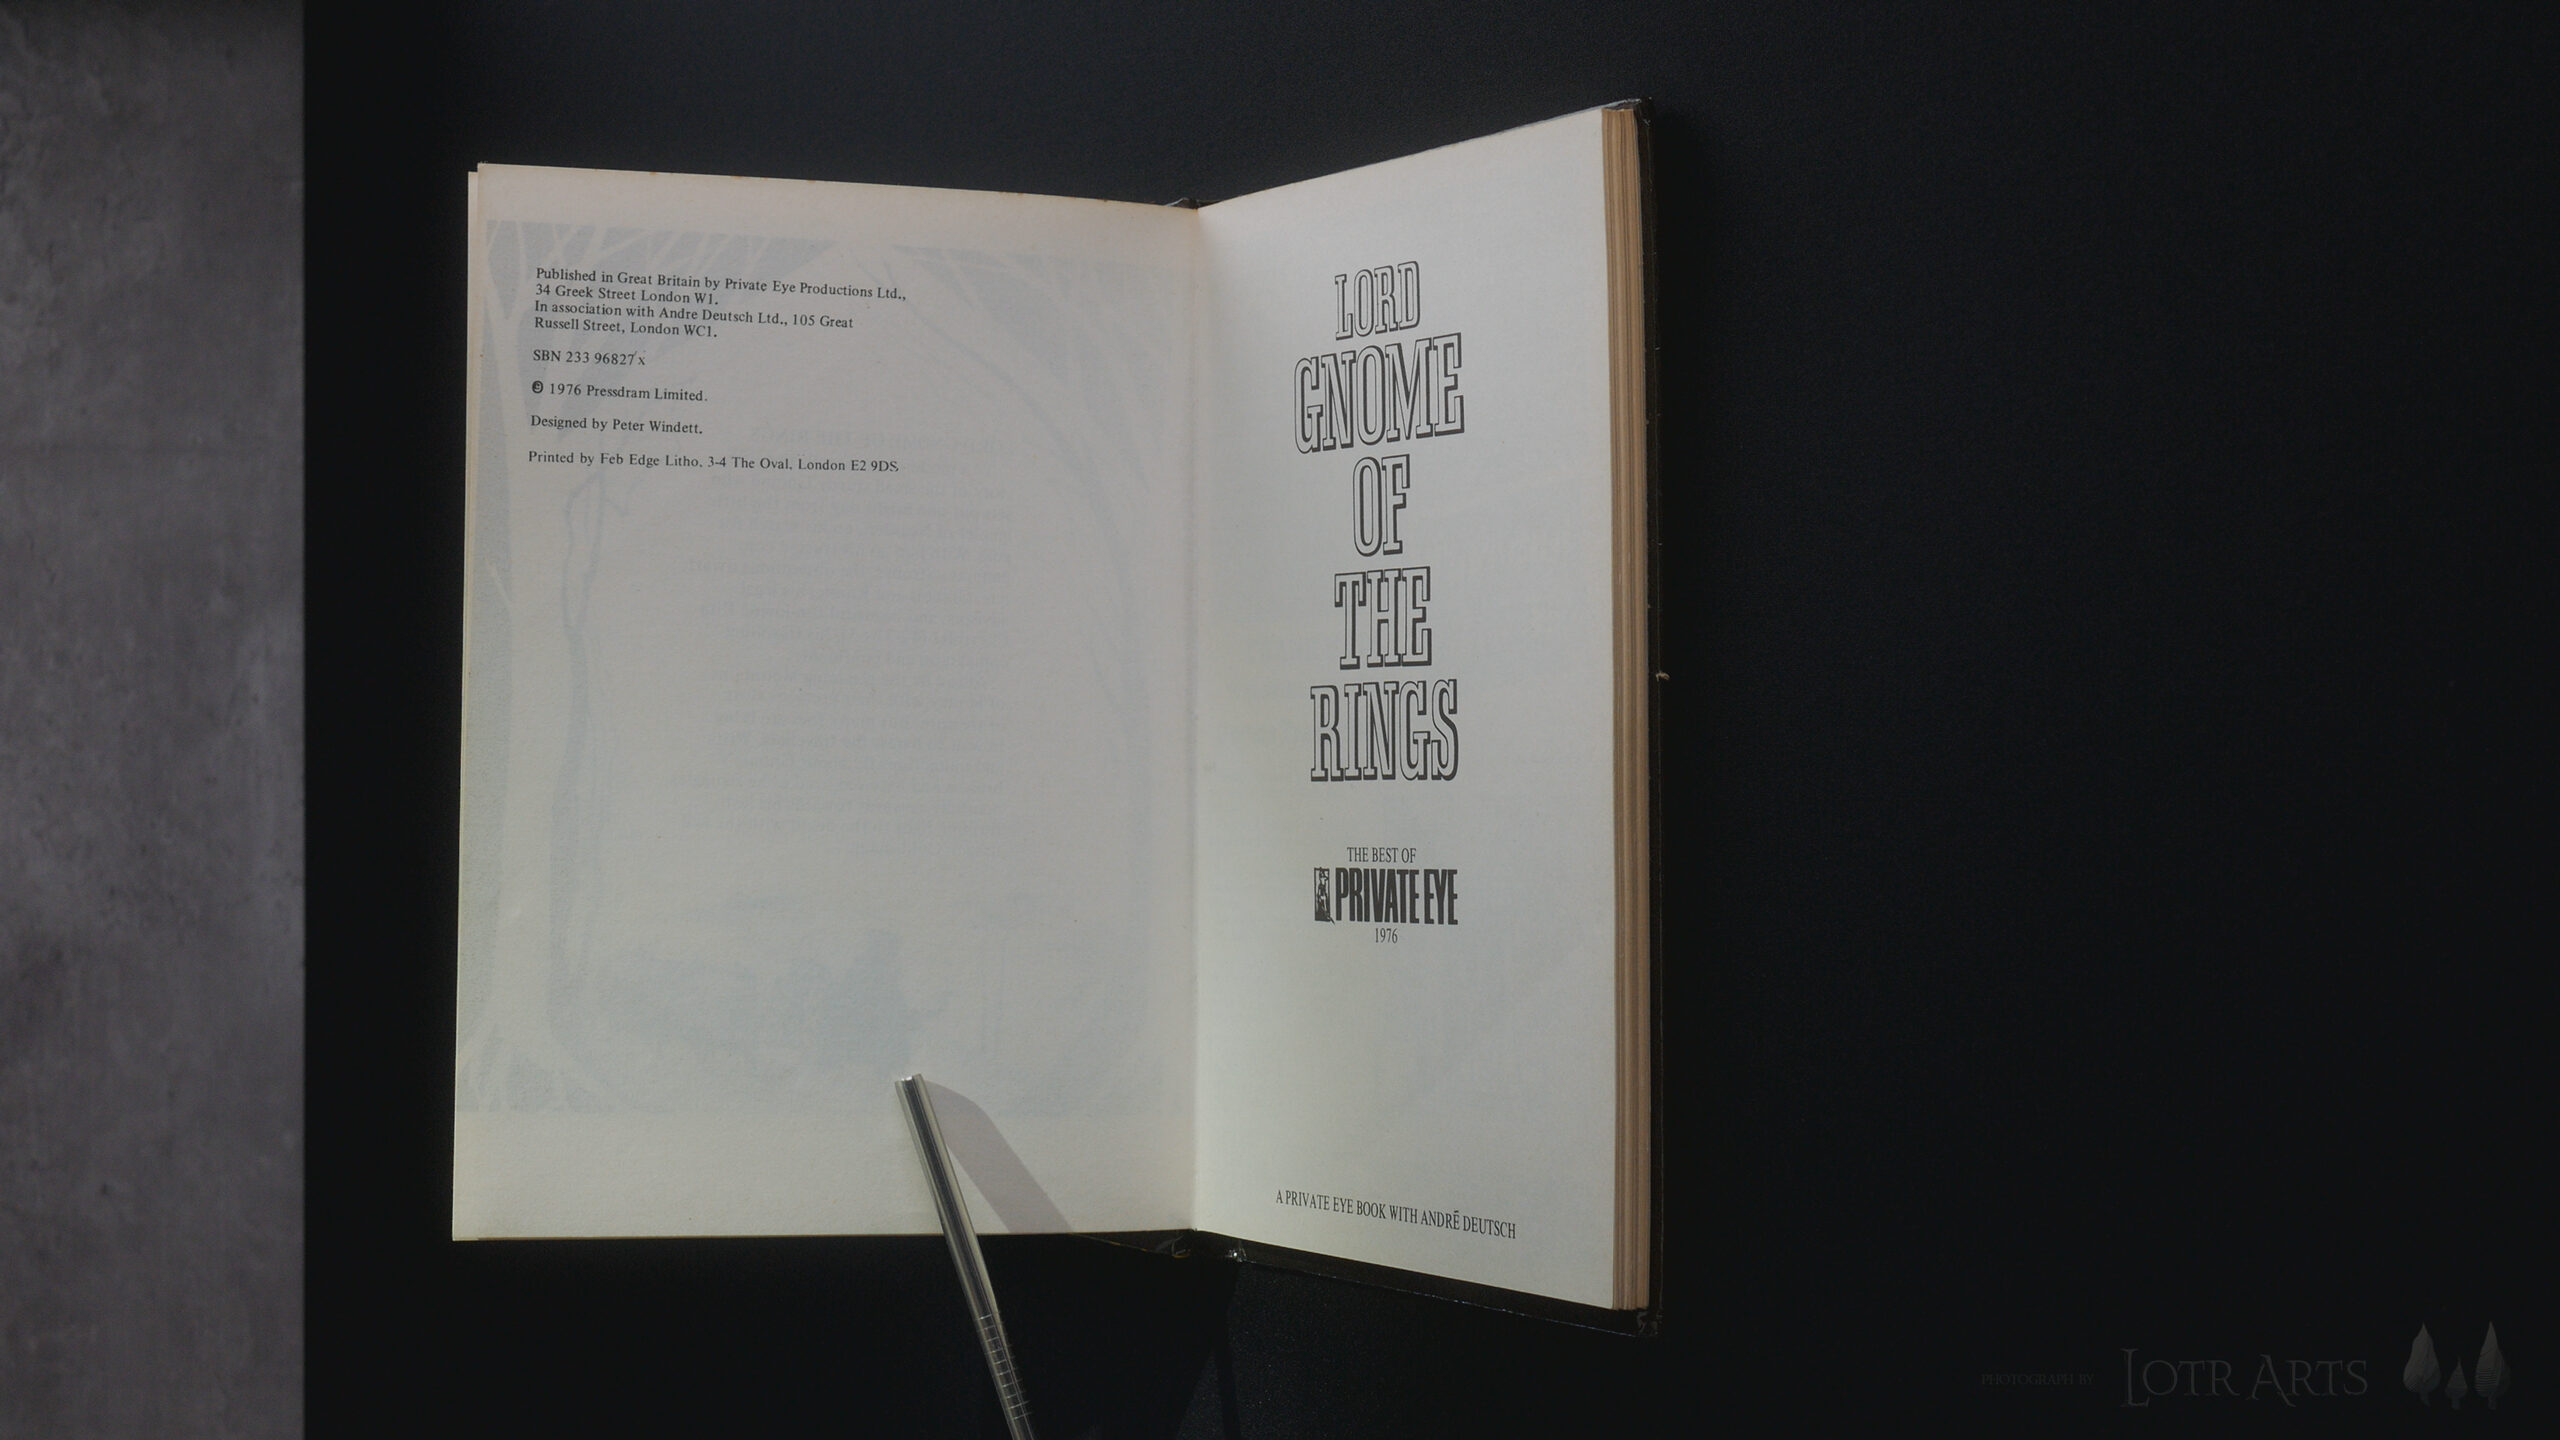 Published in Great Britain by Private Eye Productions Ltd.,
34 Greek Street London W1.
In association with Andre Deutsch Ltd., 105 Great
Russell Street, London WC1.
SBN 233 96827 x
© 1976 Pressdram Limited.
Designed by Peter Windett.
Printed by Feb Edge Litho, 3-4 The Oval, London E2 9DS
LORD
GNOME
OF
THE
RINGS
THE BEST OF
PRIVATE EYE
1976
A PRIVATE EYE BOOK WITH ANDRÉ DEUTSCH
PHOTOGRAPH BY LOTR ARTS